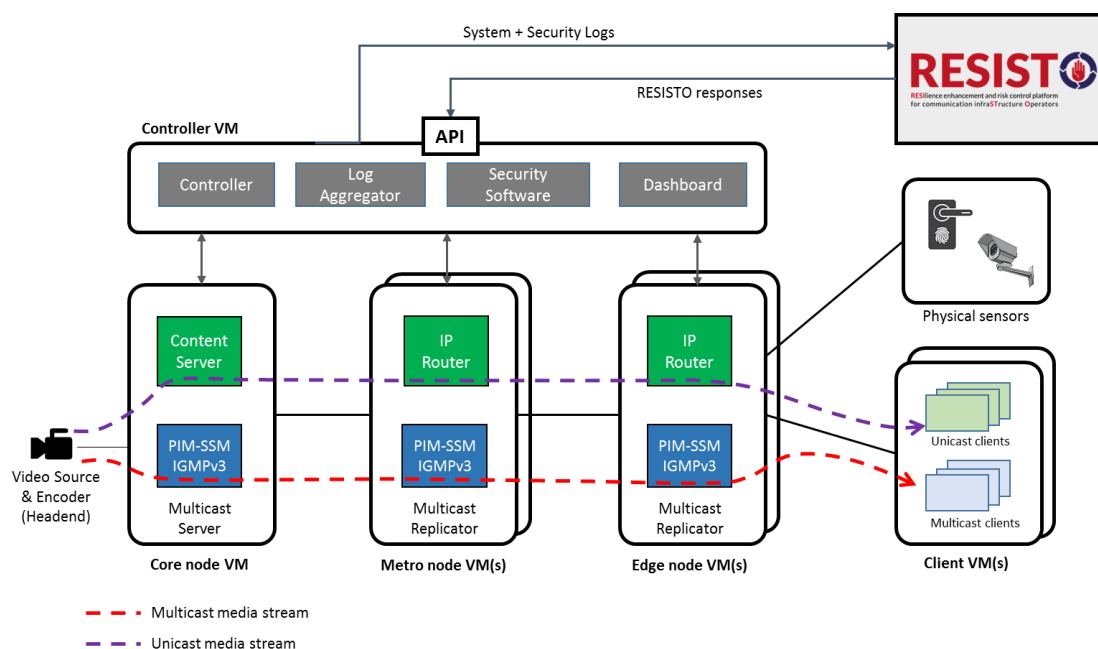 System + Security Logs
RESISTO
RESIlience enhancement and risk control platform
for communication infraSTructure Operators
RESISTO responses
Controller VM
API
Controller
Log
Aggregator
Security
Software
Dashboard
Physical sensors
Content
Server
IP
Router
IP
Router
Unicast clients
PIM-SSM
IGMPv3
PIM-SSM
IGMPv3
PIM-SSM
IGMPv3
Video Source
& Encoder
(Headend)
Multicast
Server
Multicast
Replicator
Multicast
Replicator
Multicast clients
Core node VM
Metro node VM(s)
Edge node VM(s)
Client VM(s)
Multicast media stream
Unicast media stream